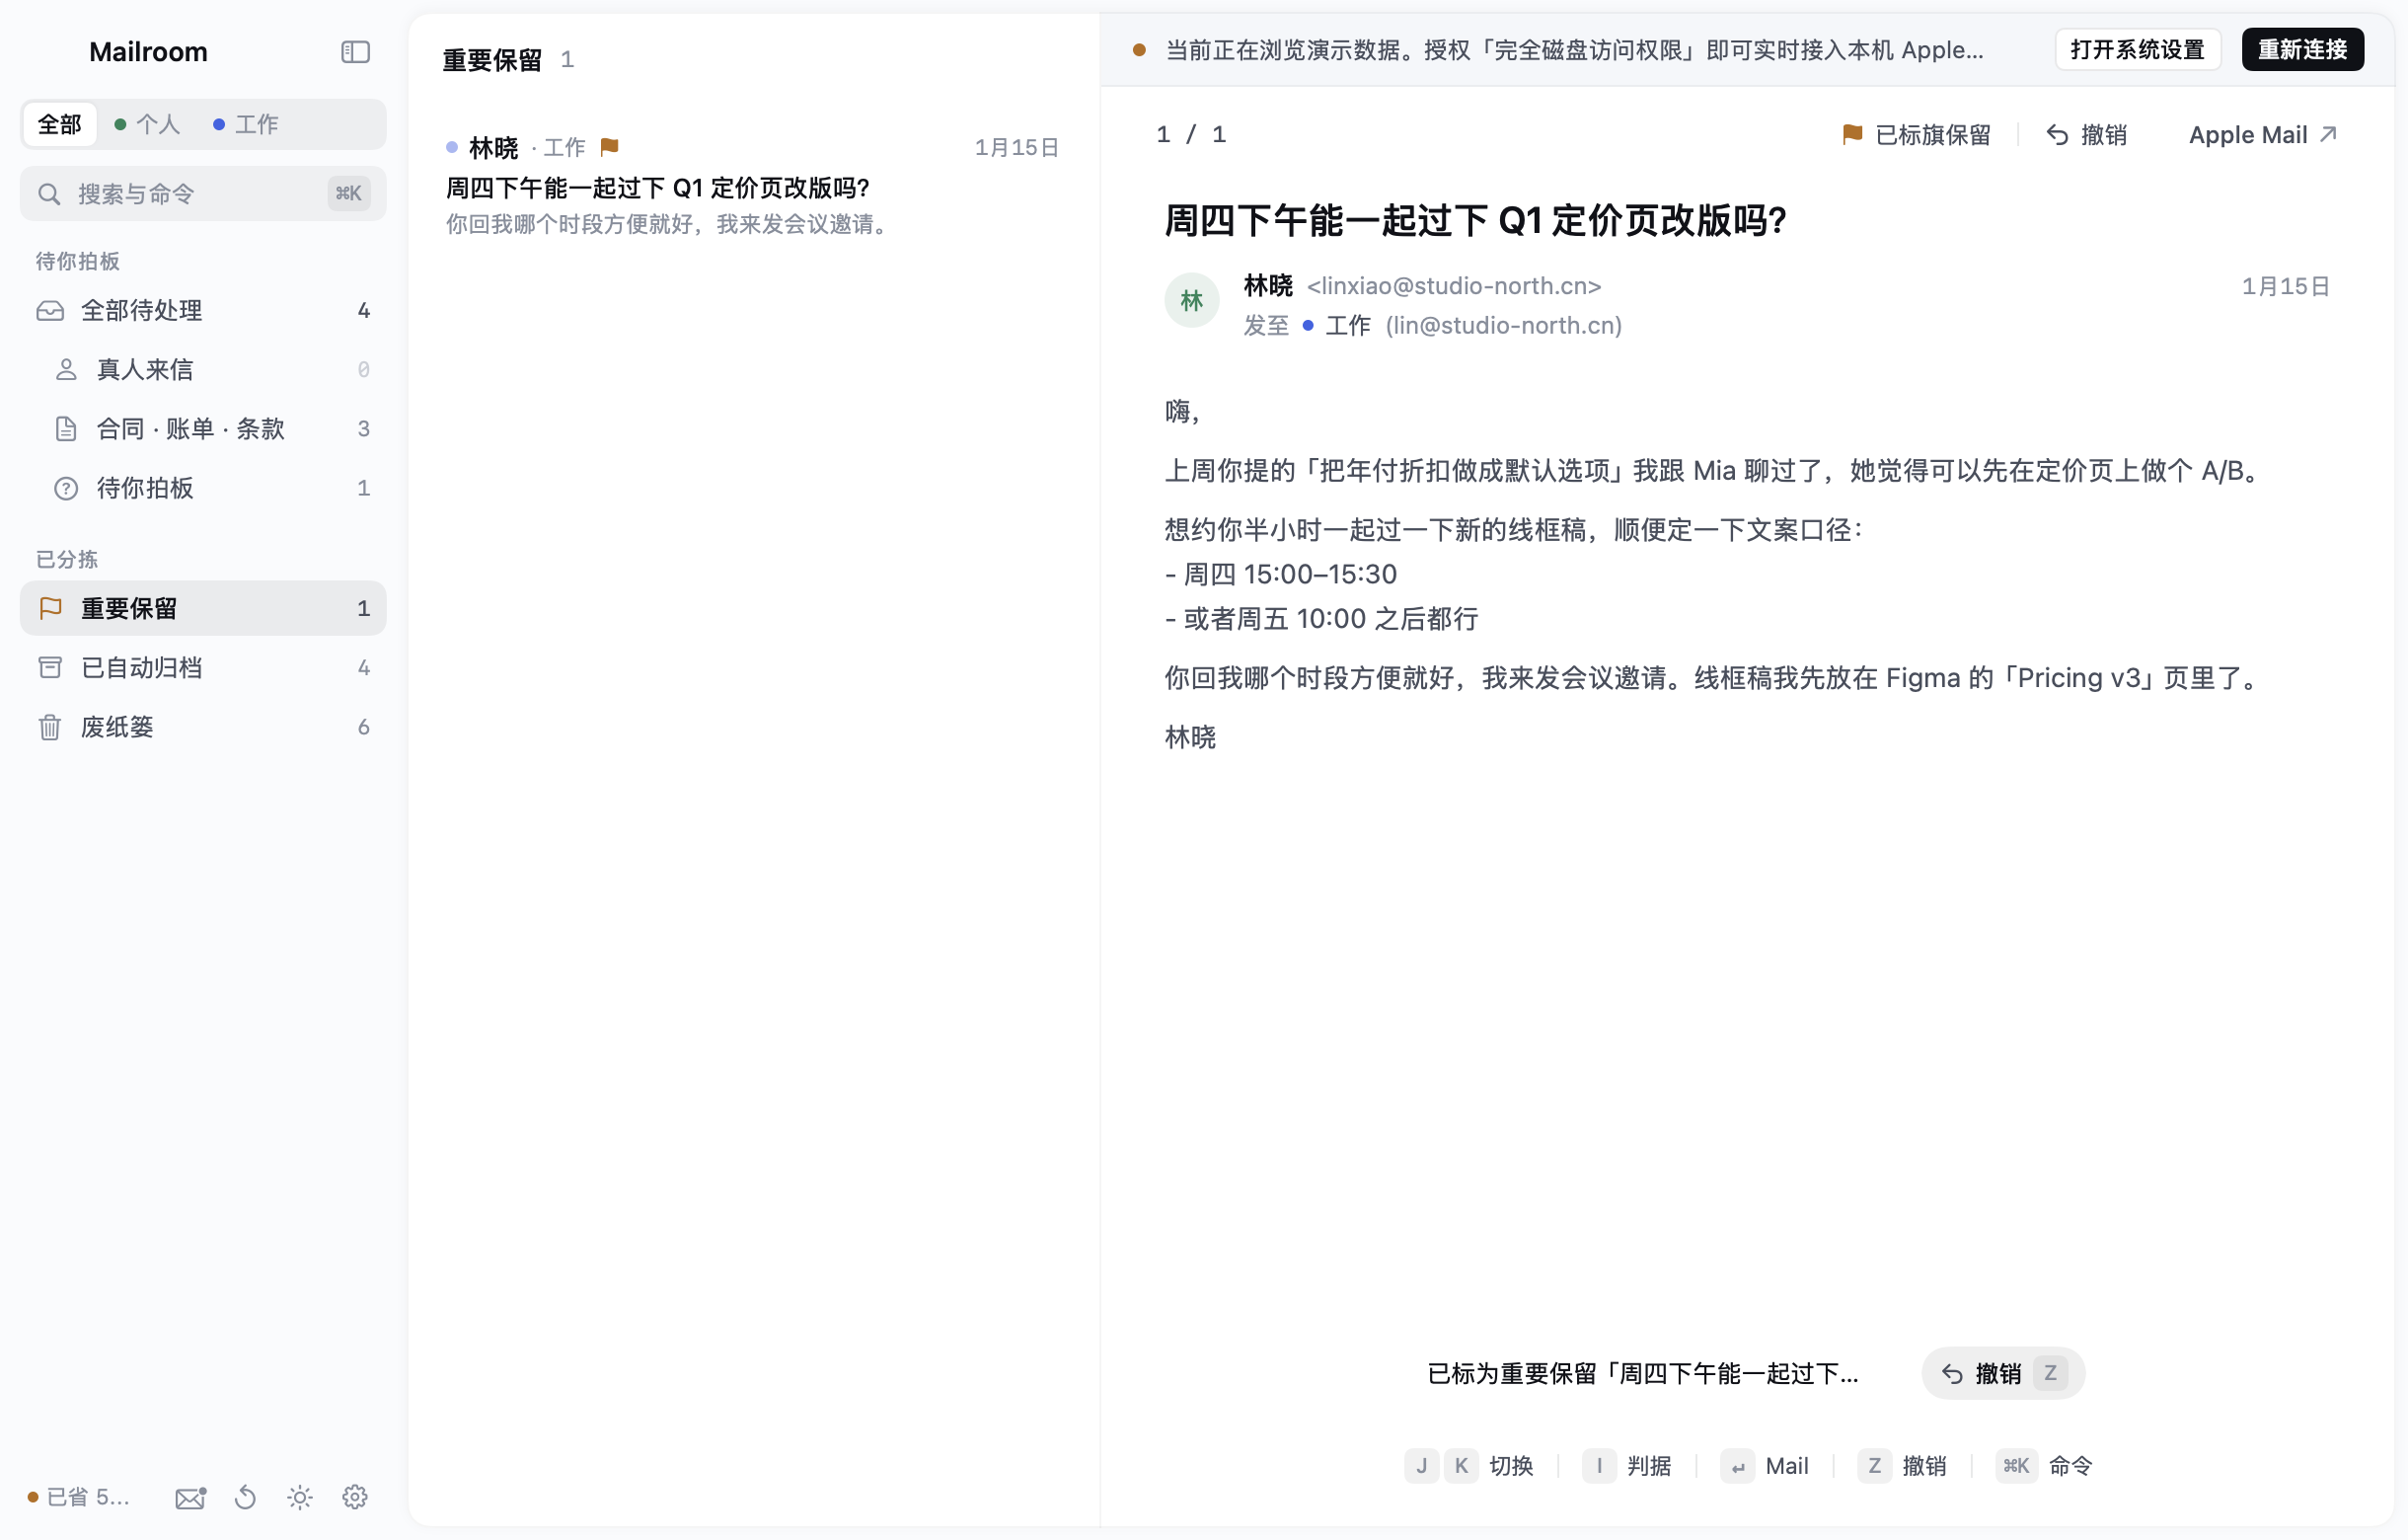 Mailroom
全部
个人
工作
搜索与命令
⌘K
待你拍板
全部待处理 4
真人来信 0
合同 · 账单 · 条款 3
待你拍板 1
已分拣
重要保留 1
已自动归档 4
废纸篓 6
已省 5...
重要保留 1
林晓 · 工作 1月15日
周四下午能一起过下 Q1 定价页改版吗?
你回我哪个时段方便就好，我来发会议邀请。
当前正在浏览演示数据。授权「完全磁盘访问权限」即可实时接入本机 Apple...
打开系统设置
重新连接
1 / 1
已标旗保留
撤销
Apple Mail
周四下午能一起过下 Q1 定价页改版吗?
林
林晓 <linxiao@studio-north.cn> 1月15日
发至 工作 (lin@studio-north.cn)
嗨，
上周你提的「把年付折扣做成默认选项」我跟 Mia 聊过了，她觉得可以先在定价页上做个 A/B。
想约你半小时一起过一下新的线框稿，顺便定一下文案口径：
- 周四 15:00–15:30
- 或者周五 10:00 之后都行
你回我哪个时段方便就好，我来发会议邀请。线框稿我先放在 Figma 的「Pricing v3」页里了。
林晓
已标为重要保留「周四下午能一起过下...
撤销 Z
J K 切换
I 判据
↵ Mail
Z 撤销
⌘K 命令